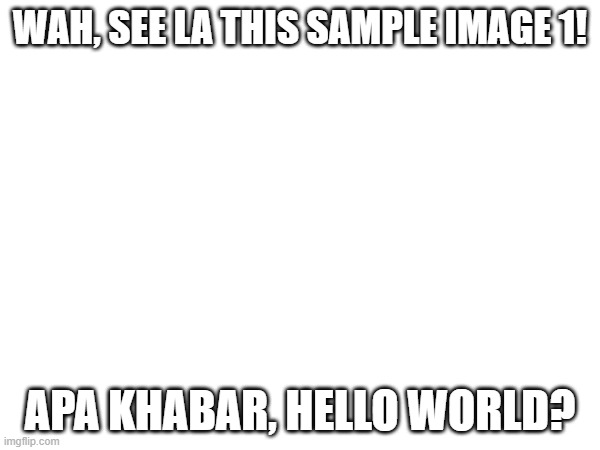 WAH, SEE LA THIS SAMPLE IMAGE 1!
APA KHABAR, HELLO WORLD?
imgflip.com